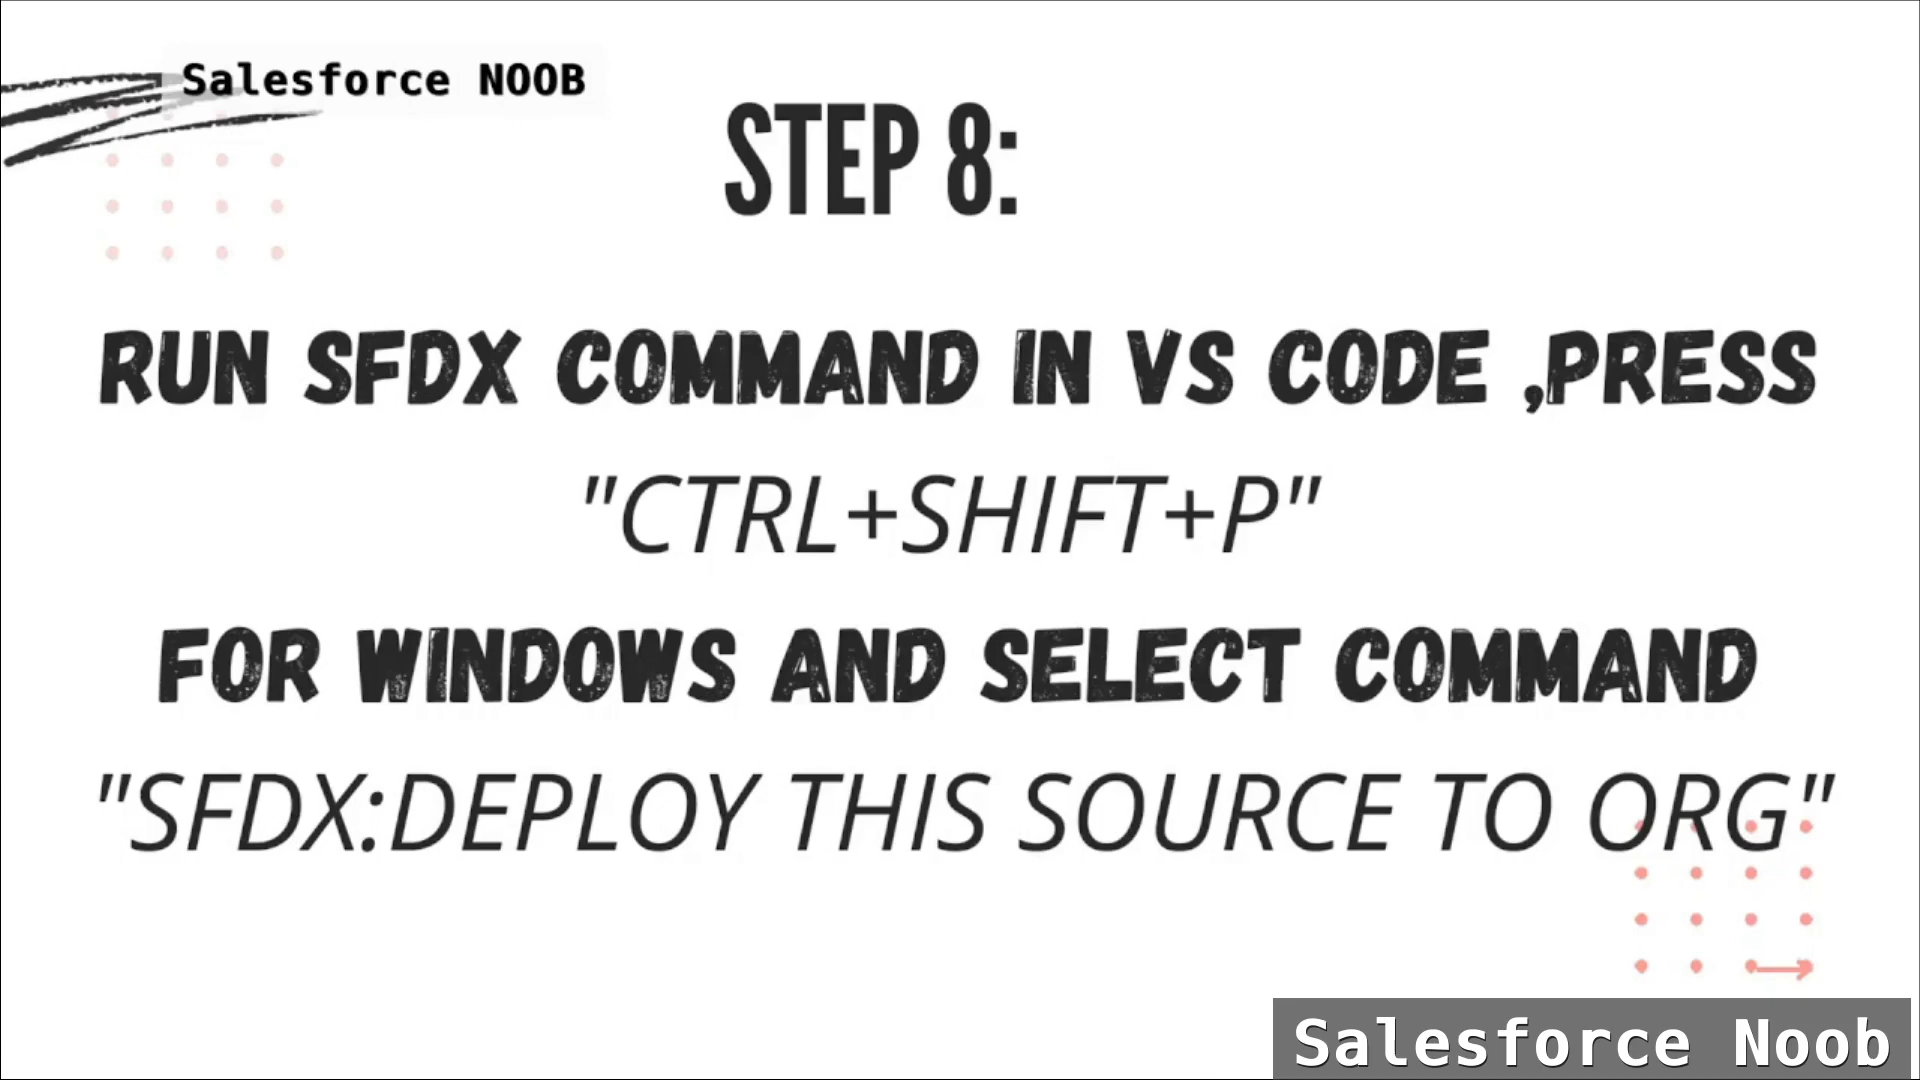 Salesforce NOOB
STEP 8:
RUN SFDX COMMAND IN VS CODE ,PRESS
"CTRL+SHIFT+P"
FOR WINDOWS AND SELECT COMMAND
"SFDX:DEPLOY THIS SOURCE TO ORG"
Salesforce Noob